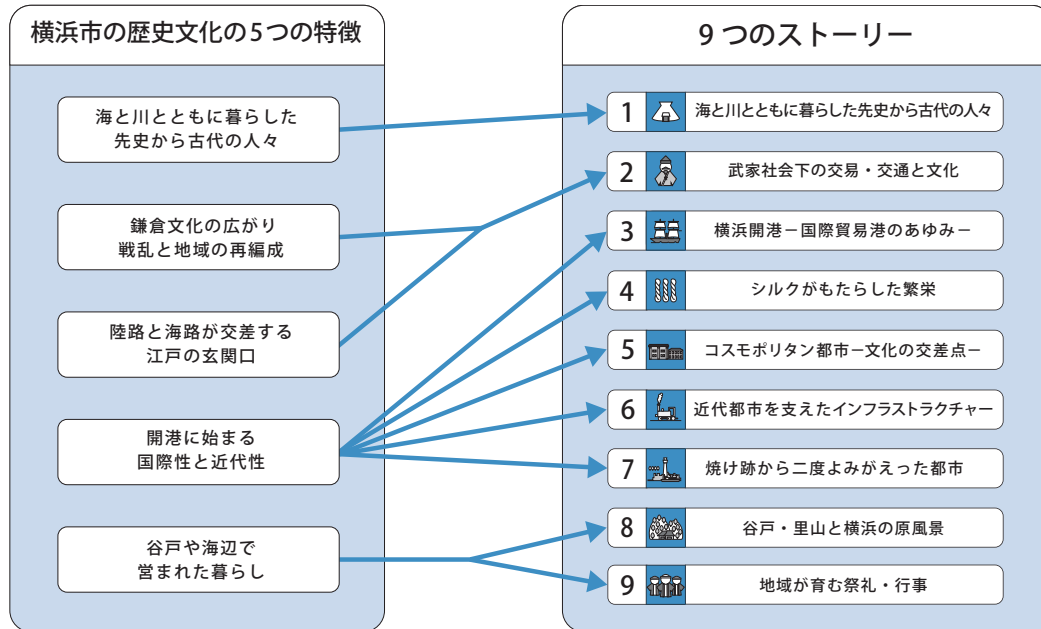 横浜市の歴史文化の5つの特徴
海と川とともに暮らした
先史から古代の人々
鎌倉文化の広がり
戦乱と地域の再編成
陸路と海路が交差する
江戸の玄関口
開港に始まる
国際性と近代性
谷戸や海辺で
営まれた暮らし
9つのストーリー
1 海と川とともに暮らした先史から古代の人々
2 武家社会下の交易・交通と文化
3 横浜開港－国際貿易港のあゆみ－
4 シルクがもたらした繁栄
5 コスモポリタン都市－文化の交差点－
6 近代都市を支えたインフラストラクチャー
7 焼け跡から二度よみがえった都市
8 谷戸・里山と横浜の原風景
9 地域が育む祭礼・行事